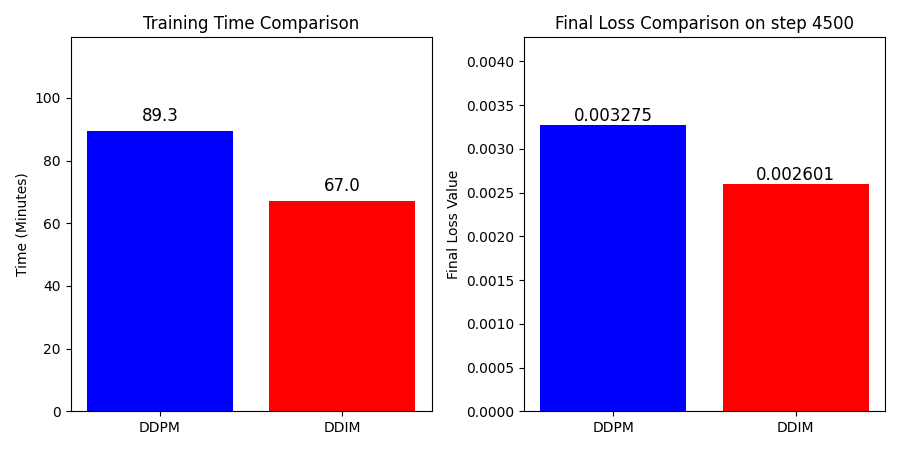 Training Time Comparison
Time (Minutes)
100
80
60
40
20
0
89.3
67.0
DDPM
DDIM
Final Loss Comparison on step 4500
Final Loss Value
0.0040
0.0035
0.0030
0.0025
0.0020
0.0015
0.0010
0.0005
0.0000
0.003275
0.002601
DDPM
DDIM